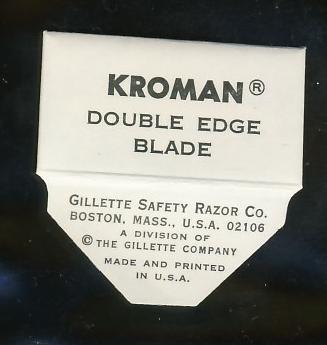 KROMAN®
DOUBLE EDGE
BLADE
GILLETTE SAFETY RAZOR CO.
BOSTON, MASS., U.S.A. 02106
A DIVISION OF
© THE GILLETTE COMPANY
MADE AND PRINTED
IN U.S.A.